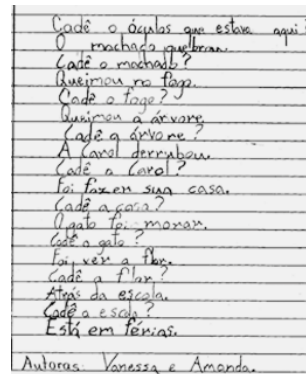 Cadê o óculos que estava aqui
O machado quebrou.
Cadê o machado?
Queimou no fogo.
Cadê o fogo?
Queimou a árvore.
Cadê a árvore?
A Carol derrubou.
Cadê a Carol?
Foi fazer sua casa.
Cadê a casa?
O gato foi morar.
Cadê o gato?
Foi ver a flor.
Cadê a flor?
Atrás da escola.
Cadê a escola?
Está em férias.
Autoras: Vanessa e Amanda.